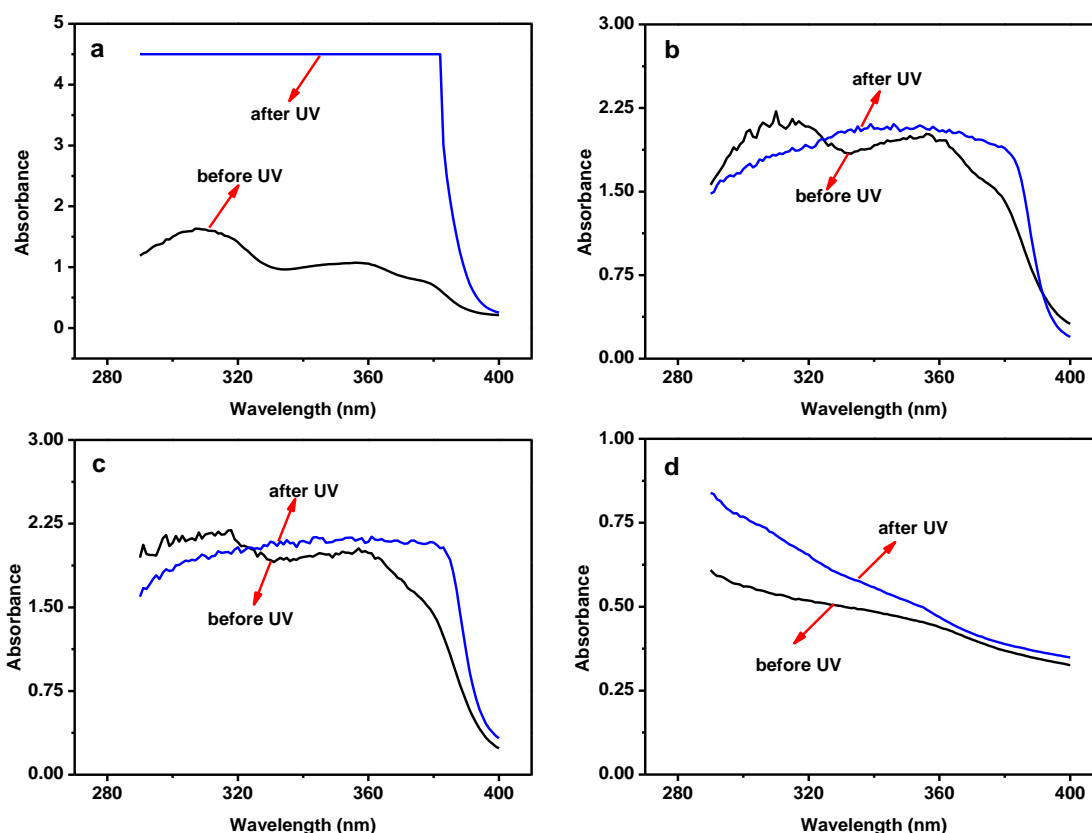 a
5
4
3
2
1
0
Absorbance
after UV
before UV
280
320
360
400
Wavelength (nm)
b
3.00
2.25
1.50
0.75
0.00
Absorbance
after UV
before UV
280
320
360
400
Wavelength (nm)
c
3.00
2.25
1.50
0.75
0.00
Absorbance
after UV
before UV
280
320
360
400
Wavelength (nm)
d
1.00
0.75
0.50
0.25
0.00
Absorbance
after UV
before UV
280
320
360
400
Wavelength (nm)